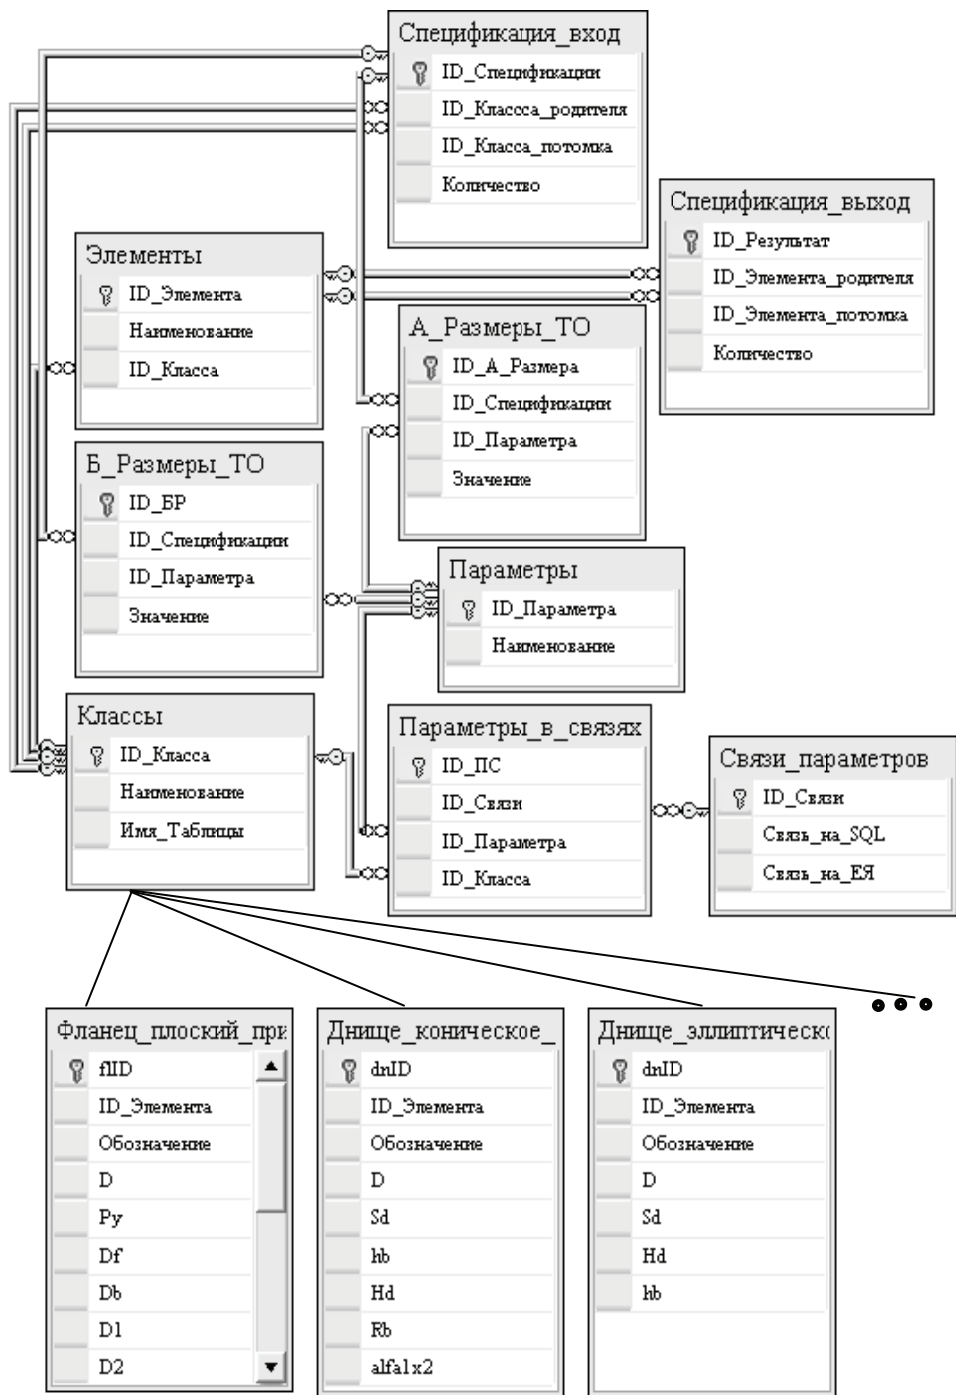 Спецификация_вход
ID_Спецификации
ID_Классса_родителя
ID_Класса_потомка
Количество
Спецификация_выход
ID_Результат
ID_Элемента_родителя
ID_Элемента_потомка
Количество
Элементы
ID_Элемента
Наименование
ID_Класса
А_Размеры_ТО
ID_А_Размера
ID_Спецификации
ID_Параметра
Значение
Б_Размеры_ТО
ID_БР
ID_Спецификации
ID_Параметра
Значение
Параметры
ID_Параметра
Наименование
Классы
ID_Класса
Наименование
Имя_Таблицы
Параметры_в_связях
ID_ПС
ID_Связи
ID_Параметра
ID_Класса
Связи_параметров
ID_Связи
Связь_на_SQL
Связь_на_ЕЯ
Фланец_плоский_при
flID
ID_Элемента
Обозначение
D
Py
Df
Db
D1
D2
Днище_коническое_
dnID
ID_Элемента
Обозначение
D
Sd
hb
Hd
Rb
alfa1x2
Днище_эллиптическо
dnID
ID_Элемента
Обозначение
D
Sd
Hd
hb